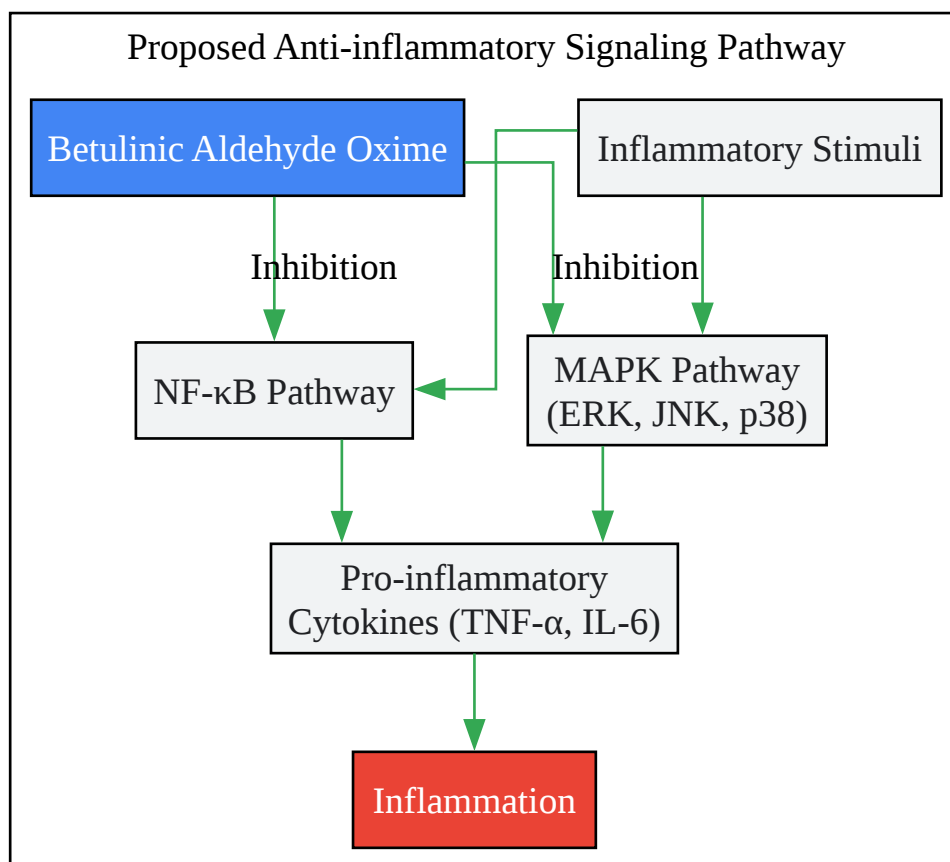 Proposed Anti-inflammatory Signaling Pathway
Betulinic Aldehyde Oxime
Inflammatory Stimuli
Inhibition
Inhibition
NF-κB Pathway
MAPK Pathway
(ERK, JNK, p38)
Pro-inflammatory
Cytokines (TNF-α, IL-6)
Inflammation